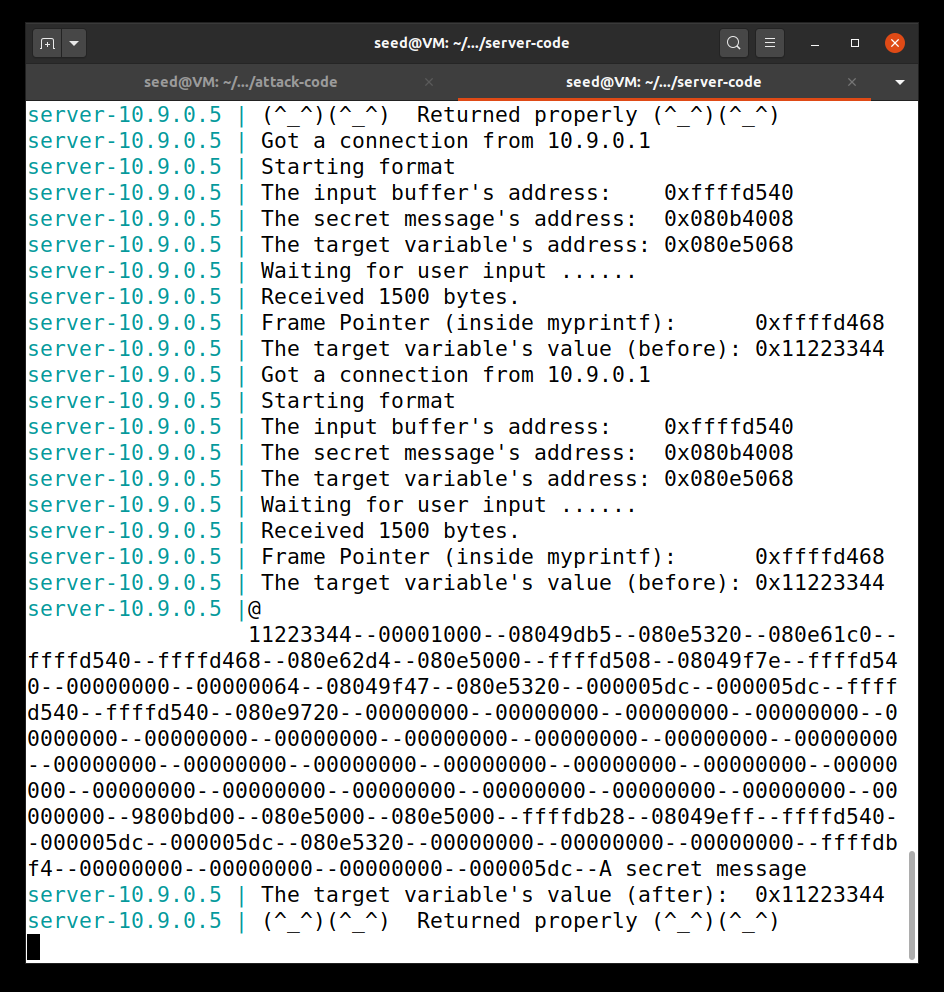 seed@VM: ~/.../server-code
seed@VM: ~/.../attack-code
seed@VM: ~/.../server-code
server-10.9.0.5 | (^_^)(^_^)  Returned properly (^_^)(^_^)
server-10.9.0.5 | Got a connection from 10.9.0.1
server-10.9.0.5 | Starting format
server-10.9.0.5 | The input buffer's address:    0xffffd540
server-10.9.0.5 | The secret message's address:  0x080b4008
server-10.9.0.5 | The target variable's address: 0x080e5068
server-10.9.0.5 | Waiting for user input ......
server-10.9.0.5 | Received 1500 bytes.
server-10.9.0.5 | Frame Pointer (inside myprintf):      0xffffd468
server-10.9.0.5 | The target variable's value (before): 0x11223344
server-10.9.0.5 | Got a connection from 10.9.0.1
server-10.9.0.5 | Starting format
server-10.9.0.5 | The input buffer's address:    0xffffd540
server-10.9.0.5 | The secret message's address:  0x080b4008
server-10.9.0.5 | The target variable's address: 0x080e5068
server-10.9.0.5 | Waiting for user input ......
server-10.9.0.5 | Received 1500 bytes.
server-10.9.0.5 | Frame Pointer (inside myprintf):      0xffffd468
server-10.9.0.5 | The target variable's value (before): 0x11223344
server-10.9.0.5 |@
11223344--00001000--08049db5--080e5320--080e61c0--
ffffd540--ffffd468--080e62d4--080e5000--ffffd508--08049f7e--ffffd54
0--00000000--00000064--08049f47--080e5320--000005dc--000005dc--ffff
d540--ffffd540--080e9720--00000000--00000000--00000000--00000000--0
0000000--00000000--00000000--00000000--00000000--00000000--00000000
--00000000--00000000--00000000--00000000--00000000--00000000--00000
000--00000000--00000000--00000000--00000000--00000000--00000000--00
000000--9800bd00--080e5000--080e5000--ffffdb28--08049eff--ffffd540-
-000005dc--000005dc--080e5320--00000000--00000000--00000000--ffffdb
f4--00000000--00000000--00000000--000005dc--A secret message
server-10.9.0.5 | The target variable's value (after):  0x11223344
server-10.9.0.5 | (^_^)(^_^)  Returned properly (^_^)(^_^)